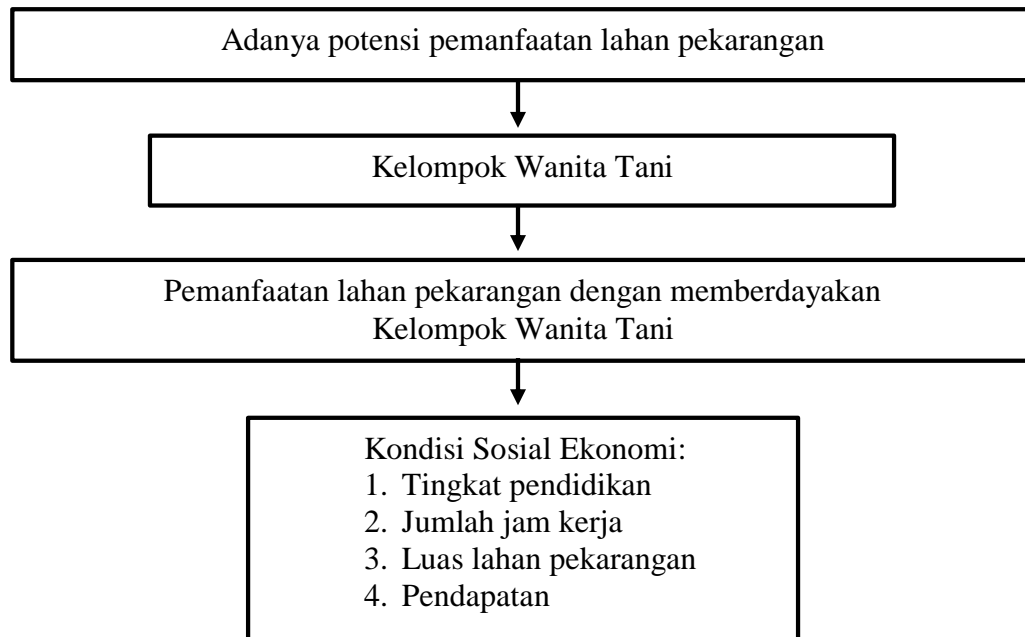 Adanya potensi pemanfaatan lahan pekarangan
Kelompok Wanita Tani
Pemanfaatan lahan pekarangan dengan memberdayakan
Kelompok Wanita Tani
Kondisi Sosial Ekonomi:
1. Tingkat pendidikan
2. Jumlah jam kerja
3. Luas lahan pekarangan
4. Pendapatan